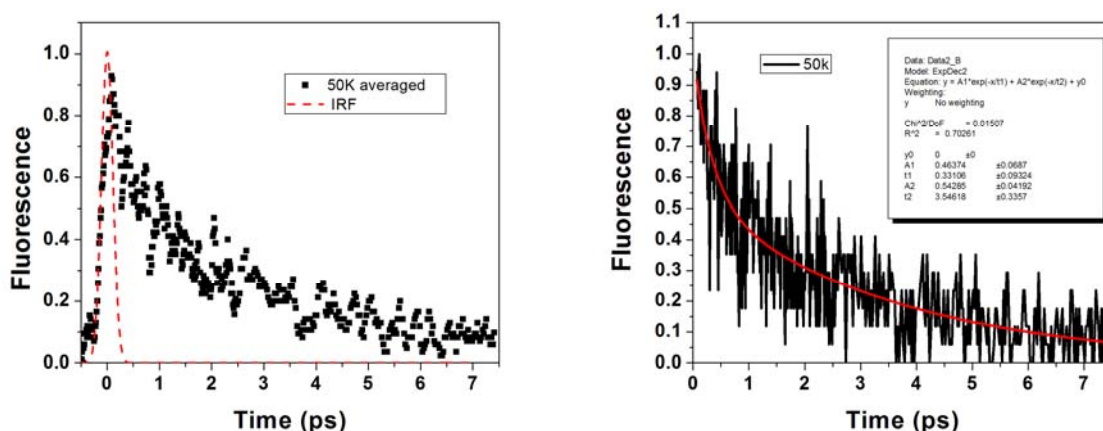 Fluorescence
1.0
0.8
0.6
0.4
0.2
0.0
0 1 2 3 4 5 6 7
Time (ps)
50K averaged
IRF
Fluorescence
1.0
0.9
0.8
0.7
0.6
0.5
0.4
0.3
0.2
0.1
0.0
0 1 2 3 4 5 6 7
Time (ps)
50k
Data: Data2_B
Model: ExpDec2
Equation: y = A1*exp(-x/t1) + A2*exp(-x/t2) + y0
Weighting:
y No weighting
Chi^2/DoF = 0.01507
R^2 = 0.70261
y0 0 ±0
A1 0.46374 ±0.0687
t1 0.33106 ±0.09324
A2 0.54285 ±0.04192
t2 3.54618 ±0.3357